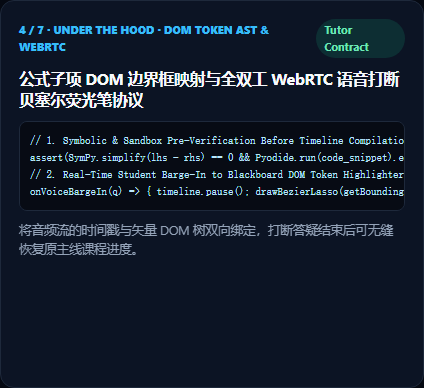 4 / 7 · UNDER THE HOOD · DOM TOKEN AST &
WEBRTC
Tutor
Contract
公式子项 DOM 边界框映射与全双工 WebRTC 语音打断
贝塞尔荧光笔协议
// 1. Symbolic & Sandbox Pre-Verification Before Timeline Compilatio
assert(SymPy.simplify(lhs - rhs) == 0 && Pyodide.run(code_snippet).e
// 2. Real-Time Student Barge-In to Blackboard DOM Token Highlighter
onVoiceBargeIn(q) => { timeline.pause(); drawBezierLasso(getBounding
将音频流的时间戳与矢量 DOM 树双向绑定，打断答疑结束后可无缝
恢复原主线课程进度。